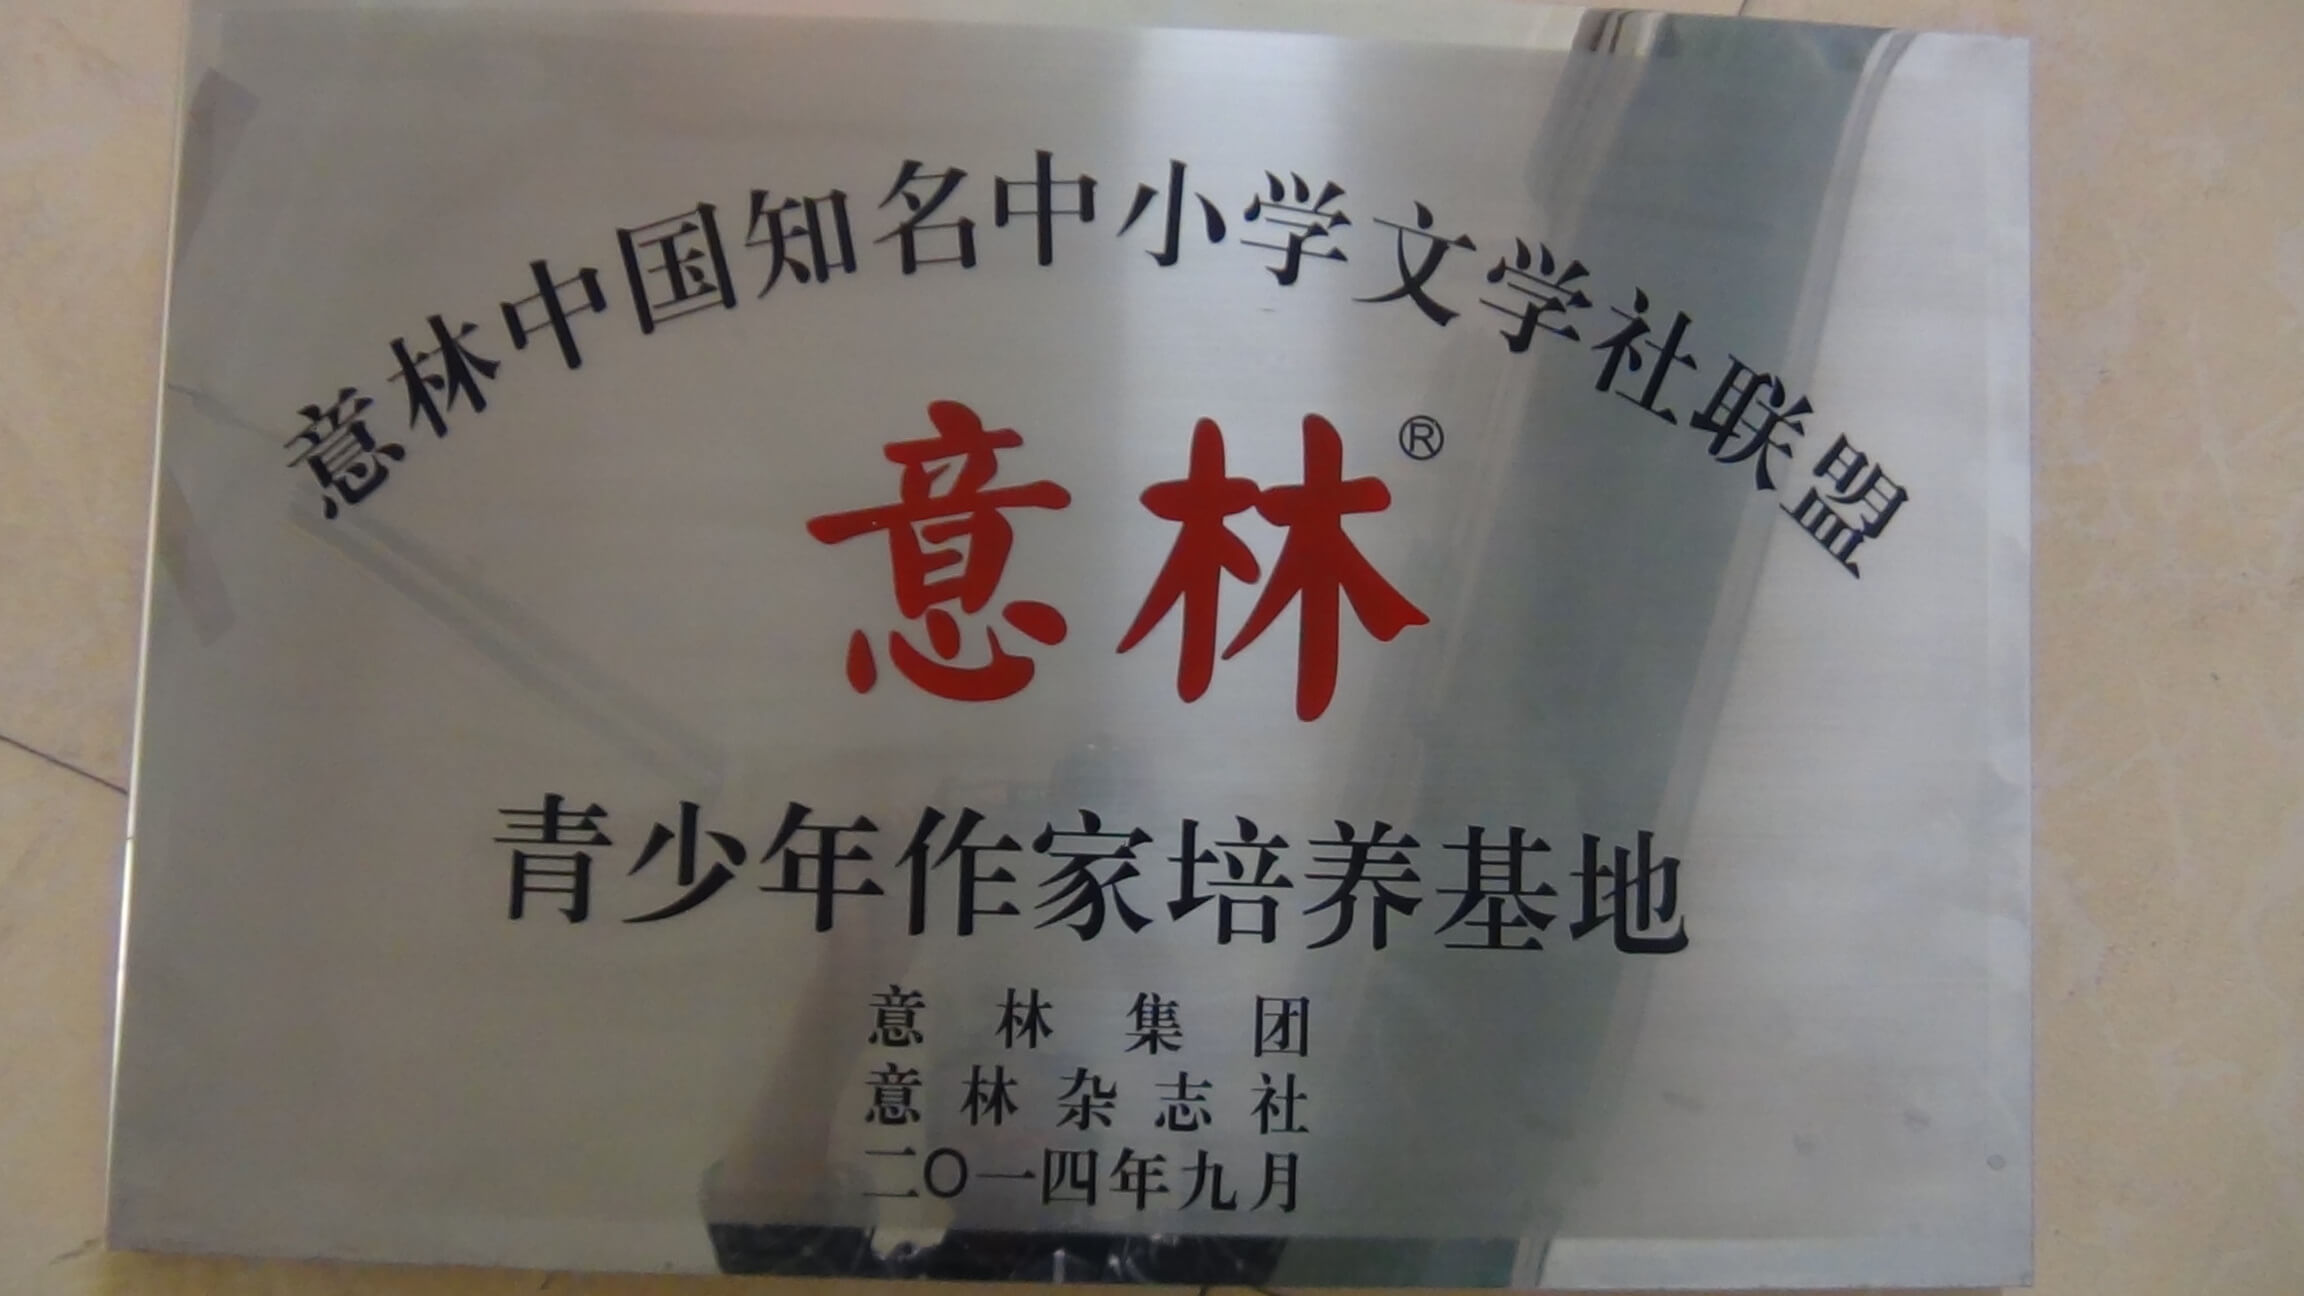 意林中国知名中小学文学社联盟
意林®
青少年作家培养基地
意林集团
意林杂志社
二〇一四年九月